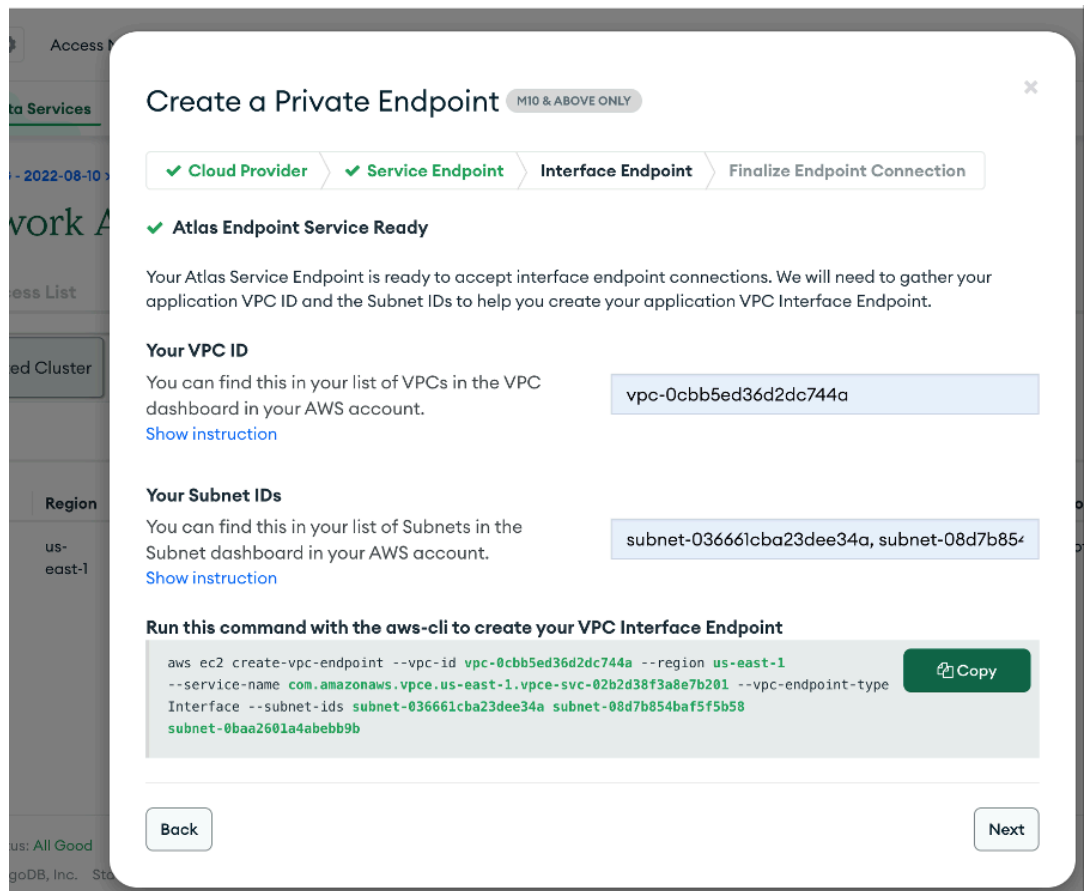 Access
Create a Private Endpoint M10 & ABOVE ONLY
ta Services
Cloud Provider Service Endpoint Interface Endpoint Finalize Endpoint Connection
- 2022-08-10 >
work A
Atlas Endpoint Service Ready
Your Atlas Service Endpoint is ready to accept interface endpoint connections. We will need to gather your
application VPC ID and the Subnet IDs to help you create your application VPC Interface Endpoint.
ess List
Your VPC ID
ed Cluster
You can find this in your list of VPCs in the VPC
dashboard in your AWS account.
vpc-0cbb5ed36d2dc744a
Show instruction
Region
Your Subnet IDs
us-
east-1
You can find this in your list of Subnets in the
Subnet dashboard in your AWS account.
subnet-036661cba23dee34a, subnet-08d7b854
Show instruction
Run this command with the aws-cli to create your VPC Interface Endpoint
aws ec2 create-vpc-endpoint --vpc-id vpc-0cbb5ed36d2dc744a --region us-east-1
--service-name com.amazonaws.vpce.us-east-1.vpce-svc-02b2d38f3a8e7b201 --vpc-endpoint-type
Interface --subnet-ids subnet-036661cba23dee34a subnet-08d7b854baf5f5b58
subnet-0baa2601a4abebb9b
Copy
Back
Next
tus: All Good
goDB, Inc. Sta